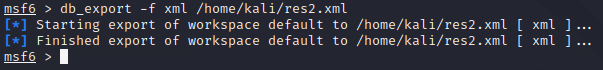 msf6 > db_export -f xml /home/kali/res2.xml
[*] Starting export of workspace default to /home/kali/res2.xml [ xml ]...
[*] Finished export of workspace default to /home/kali/res2.xml [ xml ]...
msf6 >